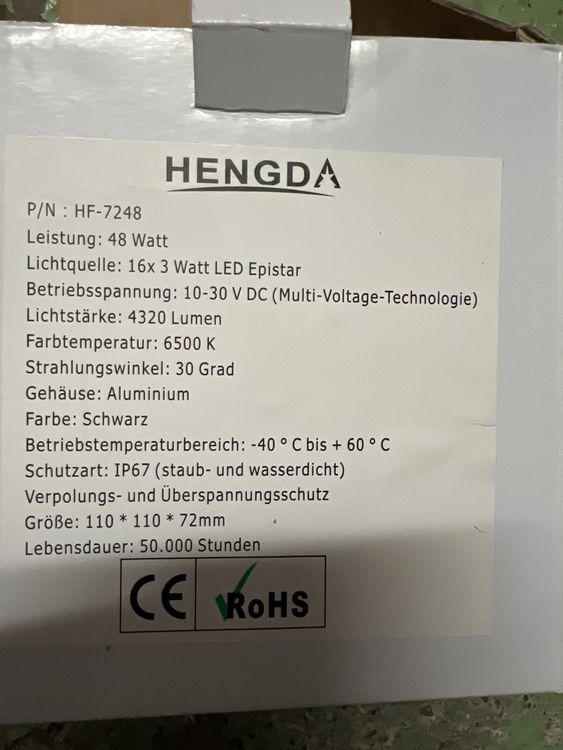 HENGDA
P/N : HF-7248
Leistung: 48 Watt
Lichtquelle: 16x 3 Watt LED Epistar
Betriebsspannung: 10-30 V DC (Multi-Voltage-Technologie)
Lichtstärke: 4320 Lumen
Farbtemperatur: 6500 K
Strahlungswinkel: 30 Grad
Gehäuse: Aluminium
Farbe: Schwarz
Betriebstemperaturbereich: -40 ° C bis + 60 ° C
Schutzart: IP67 (staub- und wasserdicht)
Verpolungs- und Überspannungsschutz
Größe: 110 * 110 * 72mm
Lebensdauer: 50.000 Stunden
CE RoHS